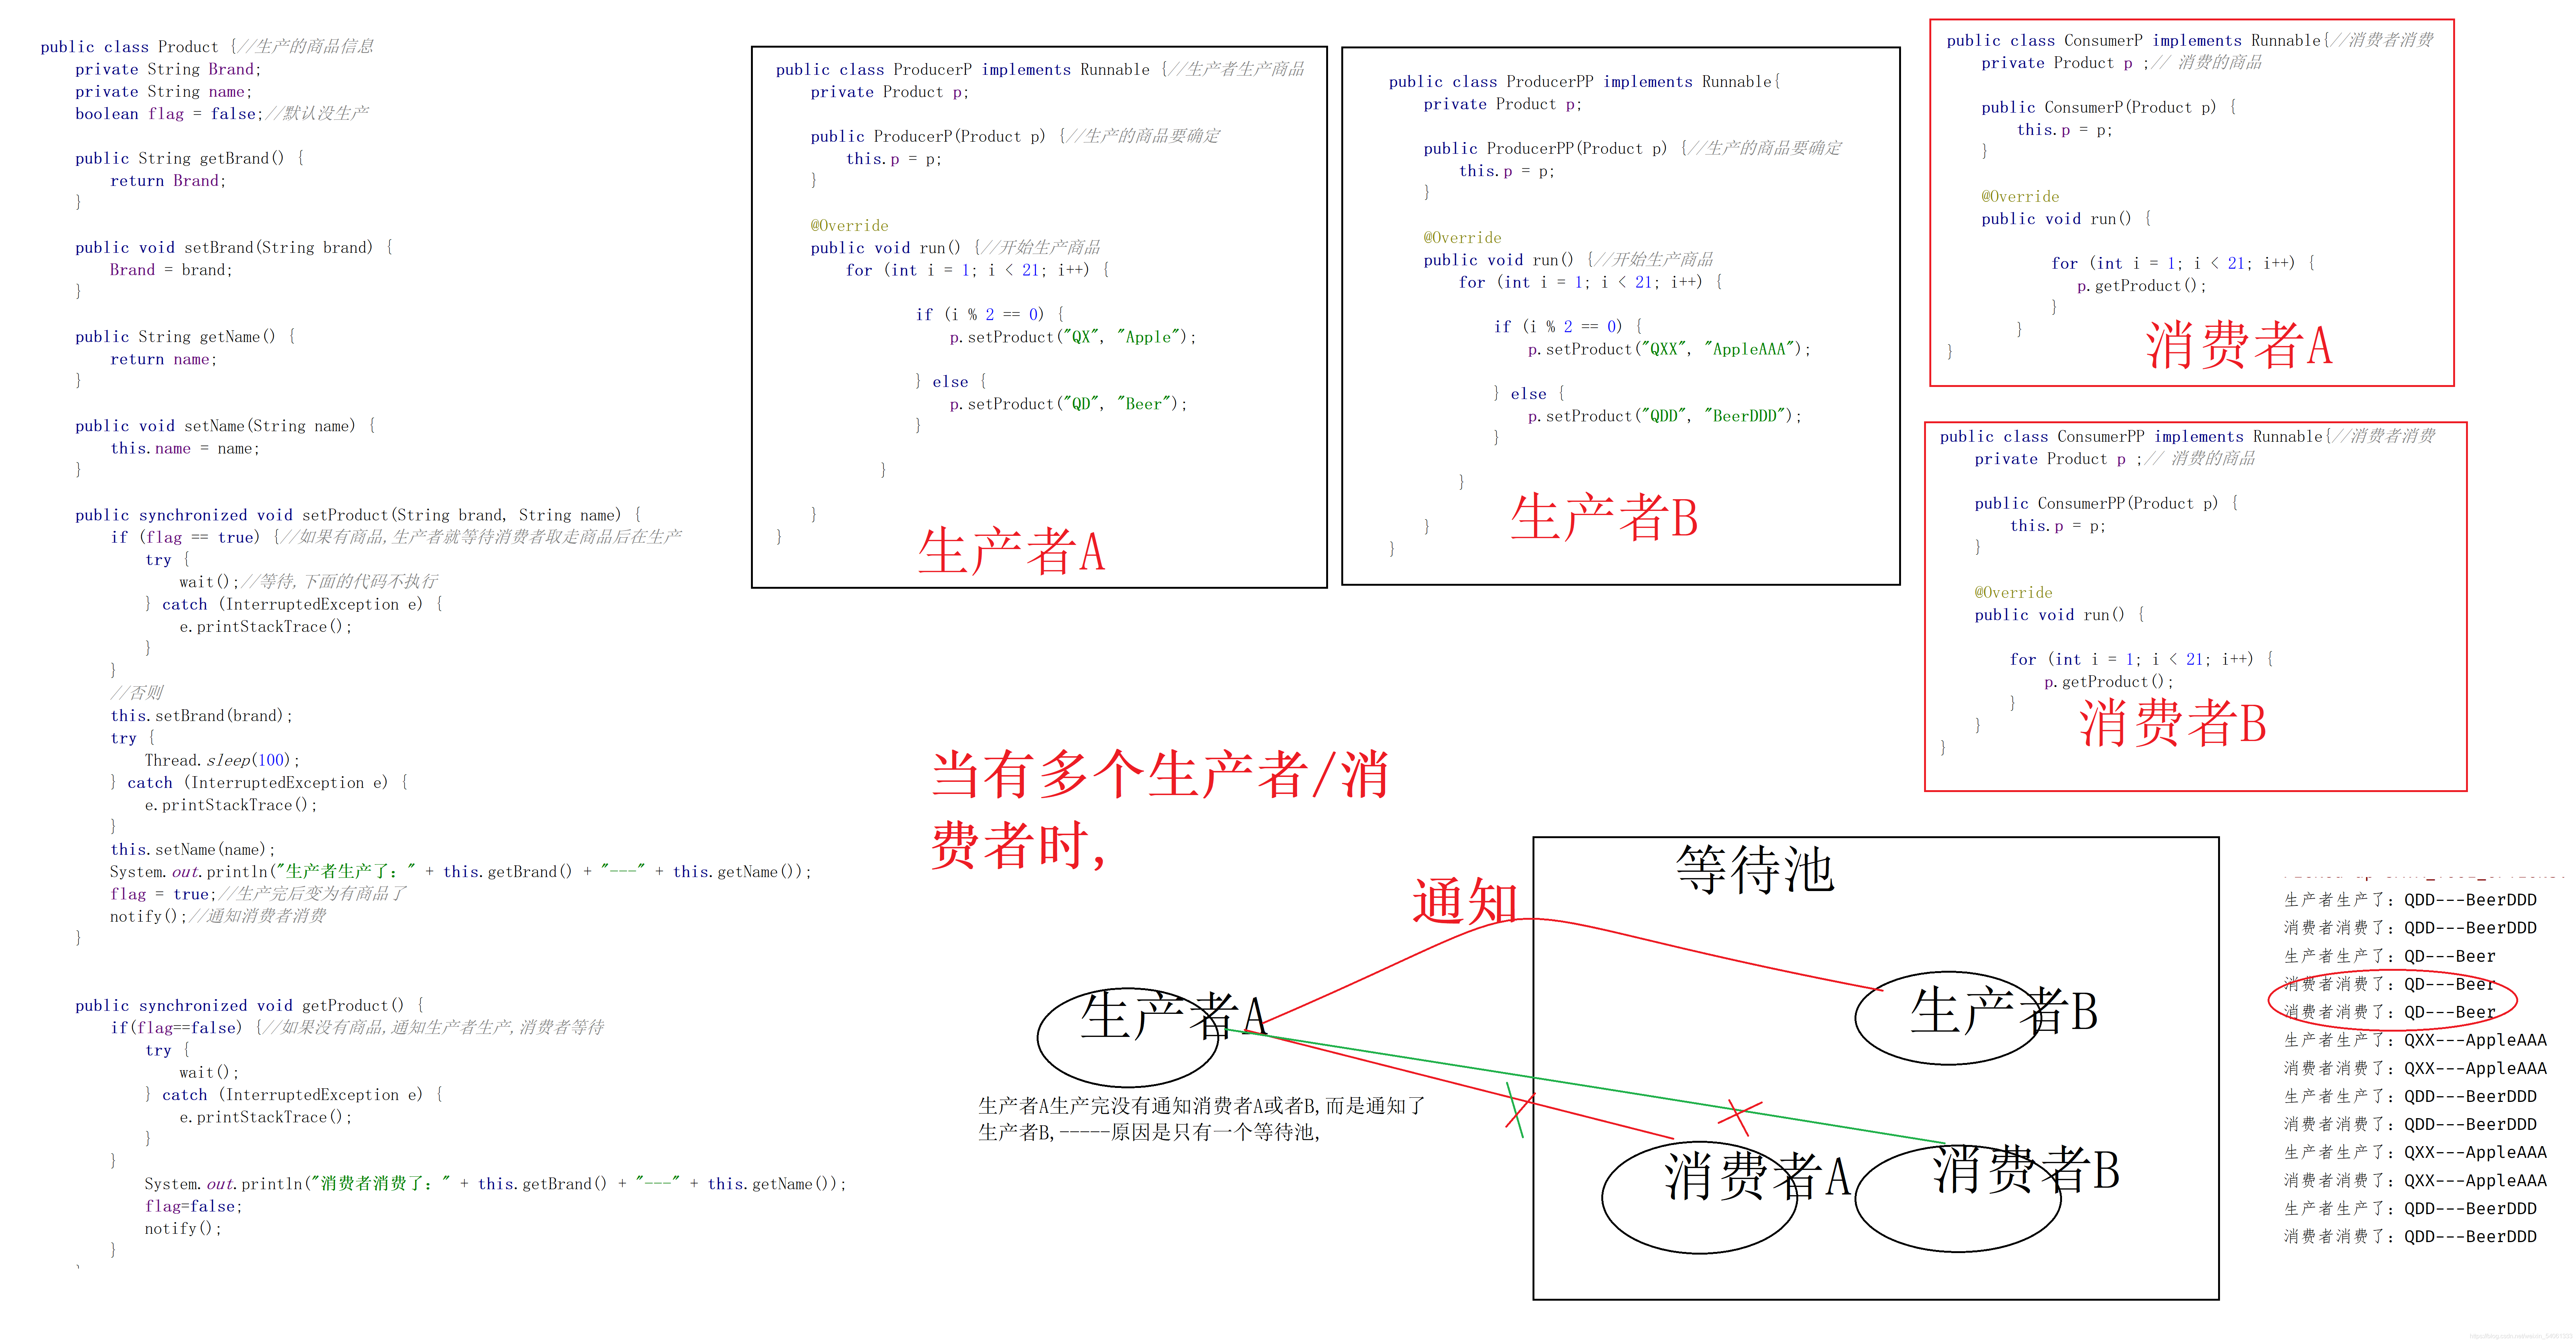 public class Product {//生产的商品信息
private String Brand;
private String name;
boolean flag = false;//默认没生产
public String getBrand() {
return Brand;
}
public void setBrand(String brand) {
Brand = brand;
}
public String getName() {
return name;
}
public void setName(String name) {
this.name = name;
}
public synchronized void setProduct(String brand, String name) {
if (flag == true) {//如果有商品,生产者就等待消费者取走商品后在生产
try {
wait();//等待,下面的代码不执行
} catch (InterruptedException e) {
e.printStackTrace();
}
}
//否则
this.setBrand(brand);
try {
Thread.sleep(100);
} catch (InterruptedException e) {
e.printStackTrace();
}
this.setName(name);
System.out.println("生产者生产了：" + this.getBrand() + "---" + this.getName());
flag = true;//生产完后变为有商品了
notify();//通知消费者消费
}
public synchronized void getProduct() {
if(flag==false) {//如果没有商品,通知生产者生产,消费者等待
try {
wait();
} catch (InterruptedException e) {
e.printStackTrace();
}
}
System.out.println("消费者消费了：" + this.getBrand() + "---" + this.getName());
flag=false;
notify();
}
public class ProducerP implements Runnable {//生产者生产商品
private Product p;
public ProducerP(Product p) {//生产的商品要确定
this.p = p;
}
@Override
public void run() {//开始生产商品
for (int i = 1; i < 21; i++) {
if (i % 2 == 0) {
p.setProduct("QX", "Apple");
} else {
p.setProduct("QD", "Beer");
}
}
}
}
生产者A
public class ProducerPP implements Runnable{
private Product p;
public ProducerPP(Product p) {//生产的商品要确定
this.p = p;
}
@Override
public void run() {//开始生产商品
for (int i = 1; i < 21; i++) {
if (i % 2 == 0) {
p.setProduct("QXX", "AppleAAA");
} else {
p.setProduct("QDD", "BeerDDD");
}
}
}
}
生产者B
public class ConsumerP implements Runnable{//消费者消费
private Product p ;// 消费的商品
public ConsumerP(Product p) {
this.p = p;
}
@Override
public void run() {
for (int i = 1; i < 21; i++) {
p.getProduct();
}
}
}
消费者A
public class ConsumerPP implements Runnable{//消费者消费
private Product p ;// 消费的商品
public ConsumerPP(Product p) {
this.p = p;
}
@Override
public void run() {
for (int i = 1; i < 21; i++) {
p.getProduct();
}
}
}
消费者B
当有多个生产者/消
费者时,
通知
等待池
生产者A
生产者B
生产者A生产完没有通知消费者A或者B,而是通知了
生产者B,-----原因是只有一个等待池,
消费者A
消费者B
生产者生产了：QDD---BeerDDD
消费者消费了：QDD---BeerDDD
生产者生产了：QD---Beer
消费者消费了：QD---Beer
消费者消费了：QD---Beer
生产者生产了：QXX---AppleAAA
消费者消费了：QXX---AppleAAA
生产者生产了：QDD---BeerDDD
消费者消费了：QDD---BeerDDD
生产者生产了：QXX---AppleAAA
消费者消费了：QXX---AppleAAA
生产者生产了：QDD---BeerDDD
消费者消费了：QDD---BeerDDD